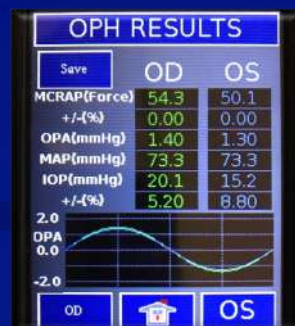 OPH RESULTS
Save OD OS
MCRAP(Force) 54.3 50.1
+/-(%) 0.00 0.00
OPA(mmHg) 1.40 1.30
MAP(mmHg) 73.3 73.3
IOP(mmHg) 20.1 15.2
+/-(%) 5.20 8.80
2.0
OPA
0.0
-2.0
OD OS